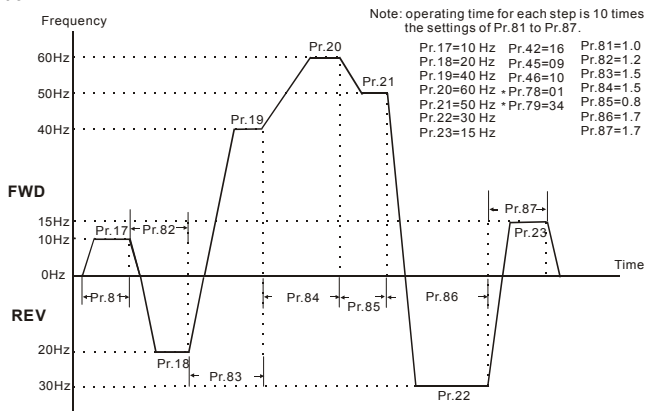 Note: operating time for each step is 10 times
the settings of Pr.81 to Pr.87.
Frequency
Pr.17=10 Hz Pr.42=16 Pr.81=1.0
Pr.18=20 Hz Pr.45=09 Pr.82=1.2
Pr.19=40 Hz Pr.46=10 Pr.83=1.5
Pr.20=60 Hz *Pr.78=01 Pr.84=1.5
Pr.21=50 Hz *Pr.79=34 Pr.85=0.8
Pr.22=30 Hz Pr.86=1.7
Pr.23=15 Hz Pr.87=1.7
Pr.20
60Hz
Pr.21
50Hz
Pr.19
40Hz
FWD
Pr.87
15Hz
Pr.17 Pr.82 Pr.23
10Hz
Time
0Hz
Pr.81 Pr.84 Pr.85 Pr.86
REV
20Hz
Pr.18
Pr.83
30Hz
Pr.22